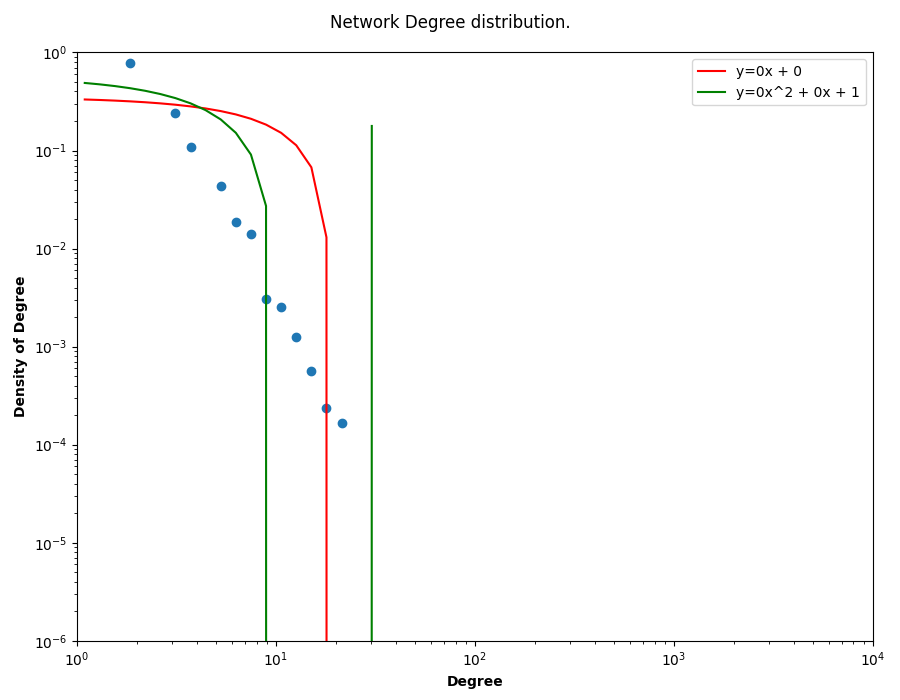 Network Degree distribution.
y=0x + 0
y=0x^2 + 0x + 1
Density of Degree
10^0
10^-1
10^-2
10^-3
10^-4
10^-5
10^-6
10^0 10^1 10^2 10^3 10^4
Degree